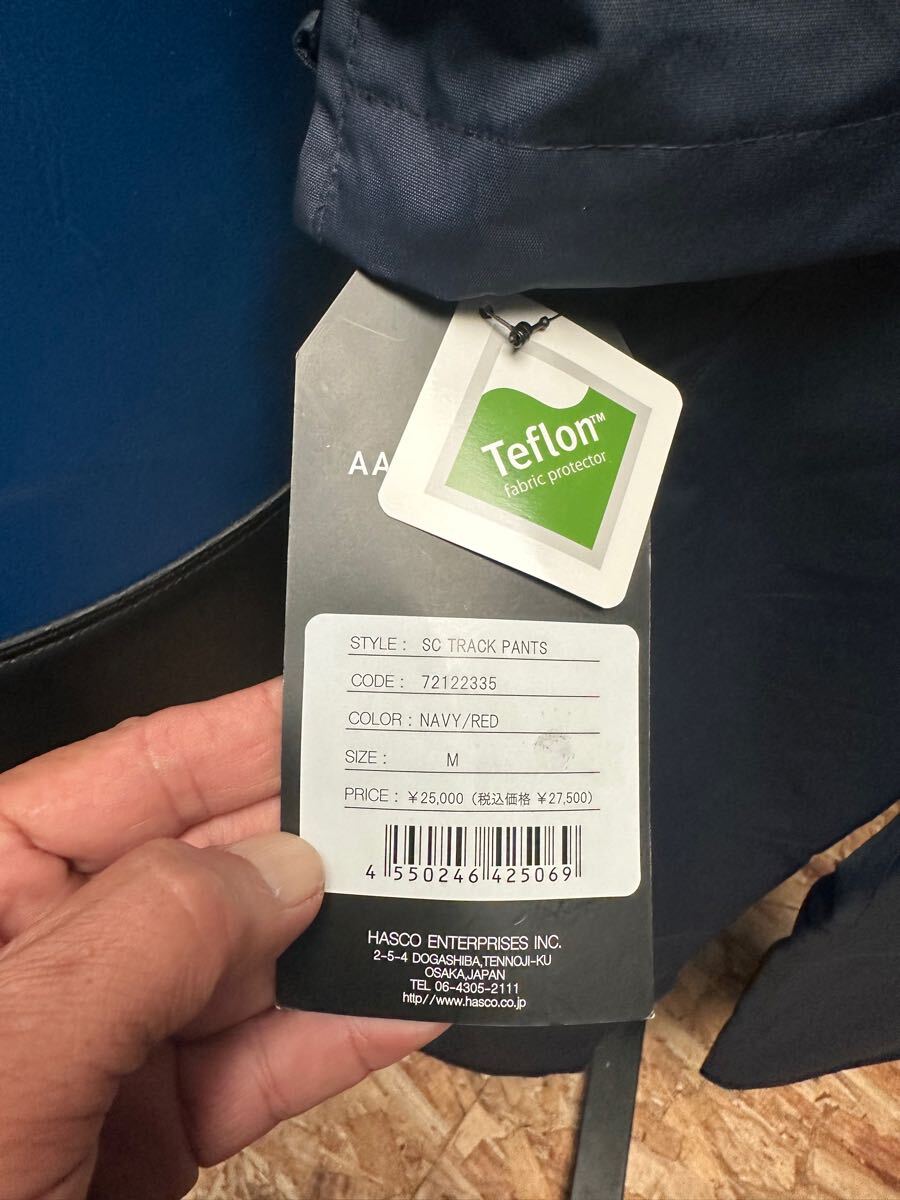 Teflon™
fabric protector
AA
STYLE : SC TRACK PANTS
CODE : 72122335
COLOR : NAVY/RED
SIZE : M
PRICE : ¥25,000 (税込価格 ¥27,500)
4 550246 425069
HASCO ENTERPRISES INC.
2-5-4 DOGASHIBA,TENNOJI-KU
OSAKA,JAPAN
TEL 06-4305-2111
http//www.hasco.co.jp